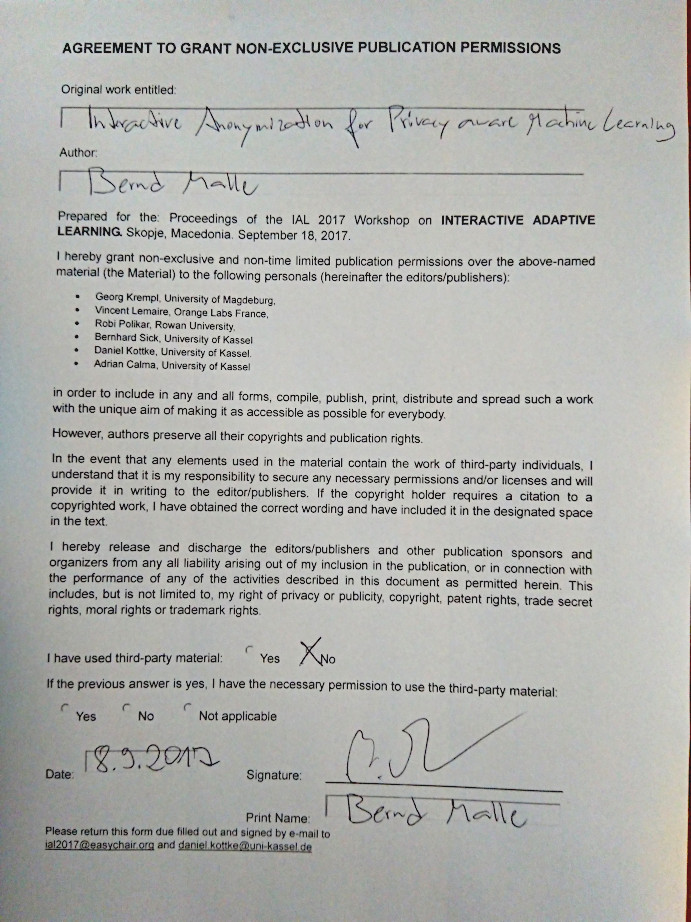 AGREEMENT TO GRANT NON-EXCLUSIVE PUBLICATION PERMISSIONS
Original work entitled:
Interactive Anonymization for Privacy aware Machine Learning
Author:
Bernd Malle
Prepared for the: Proceedings of the IAL 2017 Workshop on INTERACTIVE ADAPTIVE
LEARNING. Skopje, Macedonia. September 18, 2017.
I hereby grant non-exclusive and non-time limited publication permissions over the above-named
material (the Material) to the following personals (hereinafter the editors/publishers):
• Georg Krempl, University of Magdeburg,
• Vincent Lemaire, Orange Labs France,
• Robi Polikar, Rowan University,
• Bernhard Sick, University of Kassel
• Daniel Kottke, University of Kassel.
• Adrian Calma, University of Kassel
in order to include in any and all forms, compile, publish, print, distribute and spread such a work
with the unique aim of making it as accessible as possible for everybody.
However, authors preserve all their copyrights and publication rights.
In the event that any elements used in the material contain the work of third-party individuals, I
understand that it is my responsibility to secure any necessary permissions and/or licenses and will
provide it in writing to the editor/publishers. If the copyright holder requires a citation to a
copyrighted work, I have obtained the correct wording and have included it in the designated space
in the text.
I hereby release and discharge the editors/publishers and other publication sponsors and
organizers from any all liability arising out of my inclusion in the publication, or in connection with
the performance of any of the activities described in this document as permitted herein. This
includes, but is not limited to, my right of privacy or publicity, copyright, patent rights, trade secret
rights, moral rights or trademark rights.
I have used third-party material: Yes No
If the previous answer is yes, I have the necessary permission to use the third-party material:
Yes No Not applicable
Date: 18.9.2017 Signature:
Print Name: Bernd Malle
Please return this form due filled out and signed by e-mail to
ial2017@easychair.org and daniel.kottke@uni-kassel.de